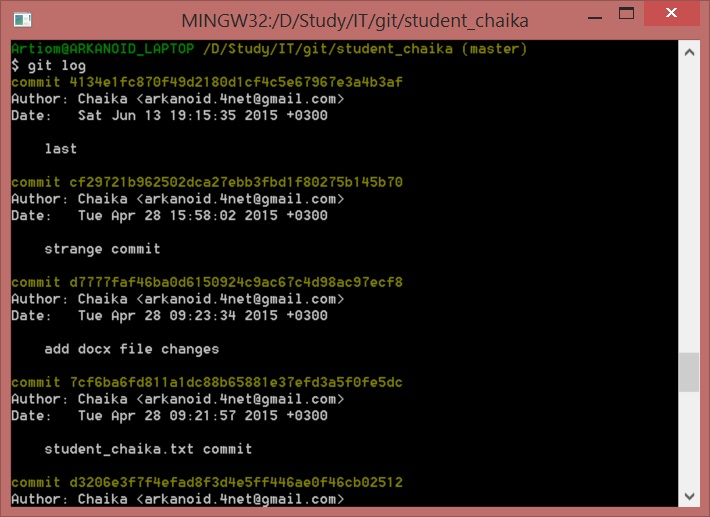 MINGW32:/D/Study/IT/git/student_chaika
Artiom@ARKANOID_LAPTOP /D/Study/IT/git/student_chaika (master)
$ git log
commit 4134e1fc870f49d2180d1cf4c5e67967e3a4b3af
Author: Chaika <arkanoid.4net@gmail.com>
Date:   Sat Jun 13 19:15:35 2015 +0300
last
commit cf29721b962502dca27ebb3fbd1f80275b145b70
Author: Chaika <arkanoid.4net@gmail.com>
Date:   Tue Apr 28 15:58:02 2015 +0300
strange commit
commit d7777faf46ba0d6150924c9ac67c4d98ac97ecf8
Author: Chaika <arkanoid.4net@gmail.com>
Date:   Tue Apr 28 09:23:34 2015 +0300
add docx file changes
commit 7cf6ba6fd811a1dc88b65881e37efd3a5f0fe5dc
Author: Chaika <arkanoid.4net@gmail.com>
Date:   Tue Apr 28 09:21:57 2015 +0300
student_chaika.txt commit
commit d3206e3f7f4efad8f3d4e5ff446ae0f46cb02512
Author: Chaika <arkanoid.4net@gmail.com>